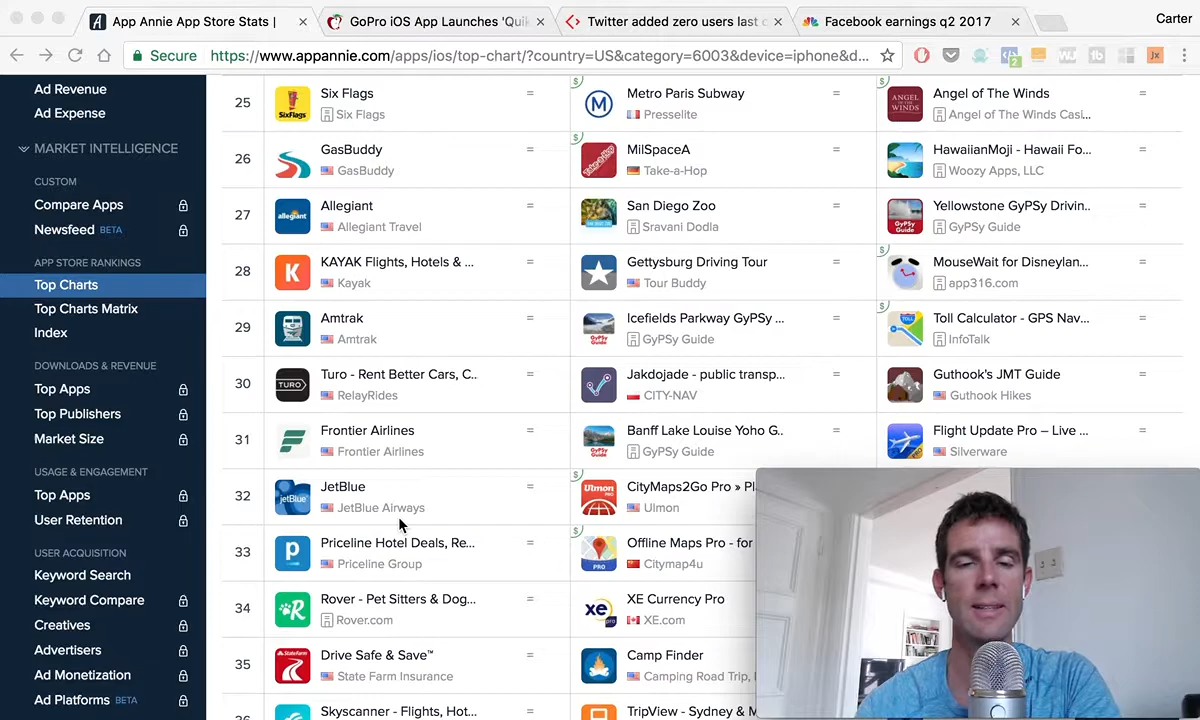 App Annie App Store Stats |
GoPro iOS App Launches 'Quik
Twitter added zero users last c
Facebook earnings q2 2017
Carter
Secure
https://www.appannie.com/apps/ios/top-chart/?country=US&category=6003&device=iphone&d...
2
Ad Revenue
Ad Expense
MARKET INTELLIGENCE
CUSTOM
Compare Apps
Newsfeed BETA
APP STORE RANKINGS
Top Charts
Top Charts Matrix
Index
DOWNLOADS & REVENUE
Top Apps
Top Publishers
Market Size
USAGE & ENGAGEMENT
Top Apps
User Retention
USER ACQUISITION
Keyword Search
Keyword Compare
Creatives
Advertisers
Ad Monetization
Ad Platforms BETA
25
Six Flags
Six Flags
=
Metro Paris Subway
Presselite
=
Angel of The Winds
Angel of The Winds Casi...
=
26
GasBuddy
GasBuddy
=
MilSpaceA
Take-a-Hop
=
HawaiianMoji - Hawaii Fo...
Woozy Apps, LLC
=
27
Allegiant
Allegiant Travel
=
San Diego Zoo
Sravani Dodla
=
Yellowstone GyPSy Drivin..
GyPSy Guide
=
28
KAYAK Flights, Hotels & ...
Kayak
=
Gettysburg Driving Tour
Tour Buddy
=
MouseWait for Disneylan...
app316.com
=
29
Amtrak
Amtrak
=
Icefields Parkway GyPSy ...
GyPSy Guide
=
Toll Calculator - GPS Nav...
InfoTalk
=
30
Turo - Rent Better Cars, C..
RelayRides
=
Jakdojade - public transp...
CITY-NAV
=
Guthook's JMT Guide
Guthook Hikes
=
31
Frontier Airlines
Frontier Airlines
=
Banff Lake Louise Yoho G..
GyPSy Guide
=
Flight Update Pro – Live ...
Silverware
=
32
JetBlue
JetBlue Airways
=
CityMaps2Go Pro » Pl
Ulmon
33
Priceline Hotel Deals, Re...
Priceline Group
=
Offline Maps Pro - for
Citymap4u
34
Rover - Pet Sitters & Dog...
Rover.com
=
XE Currency Pro
XE.com
35
Drive Safe & Save™
State Farm Insurance
=
Camp Finder
Camping Road Trip,
36
Skyscanner - Flights, Hot...
=
TripView - Sydney & M